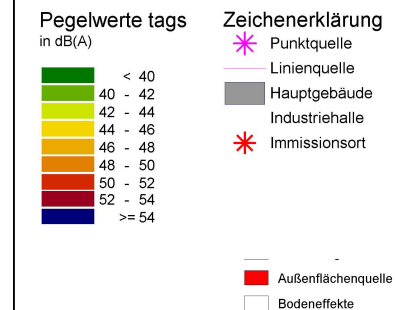 Pegelwerte tags
in dB(A)
< 40
40 - 42
42 - 44
44 - 46
46 - 48
48 - 50
50 - 52
52 - 54
>= 54
Zeichenerklärung
Punktquelle
Linienquelle
Hauptgebäude
Industriehalle
Immissionsort
Außenflächenquelle
Bodeneffekte